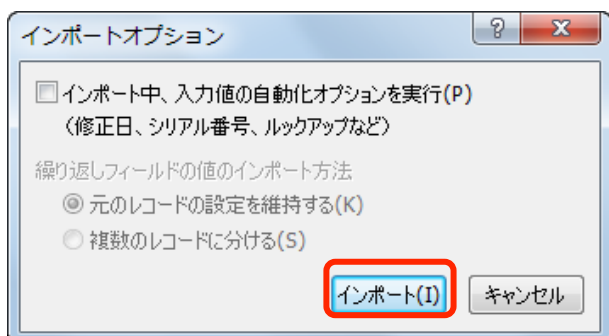 インポートオプション
?
インポート中、入力値の自動化オプションを実行(P)
(修正日、シリアル番号、ルックアップなど)
繰り返しフィールドの値のインポート方法
元のレコードの設定を維持する(K)
複数のレコードに分ける(S)
インポート(I) キャンセル